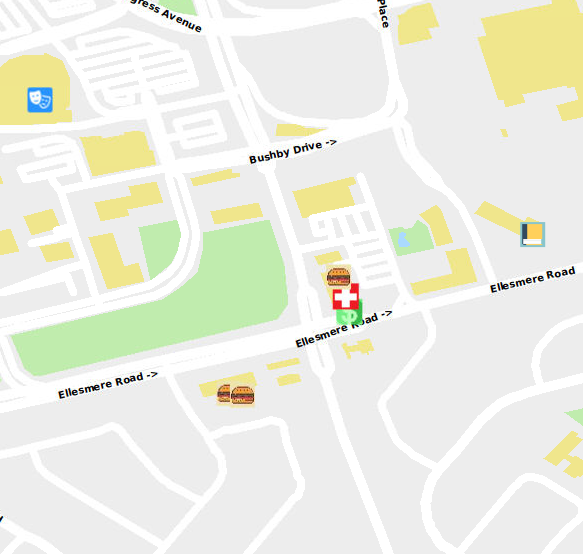 gress Avenue
Place
Bushby Drive ->
Ellesmere Road
Ellesmere Road ->
Ellesmere Road ->